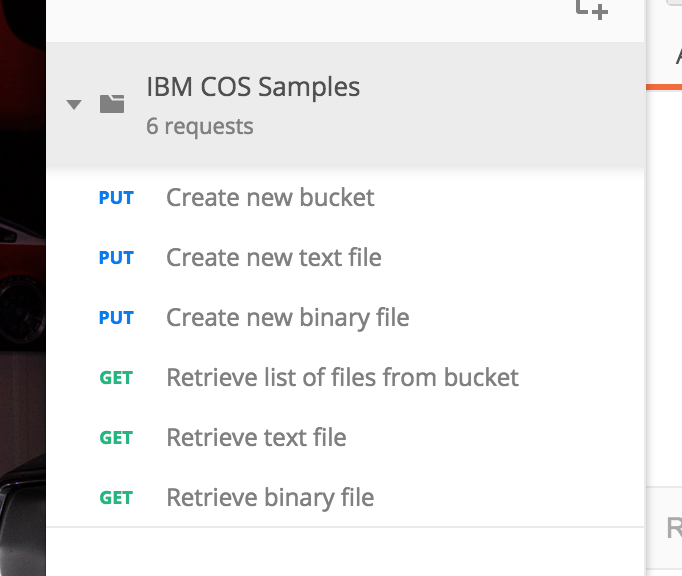 IBM COS Samples
6 requests
PUT Create new bucket
PUT Create new text file
PUT Create new binary file
GET Retrieve list of files from bucket
GET Retrieve text file
GET Retrieve binary file
R